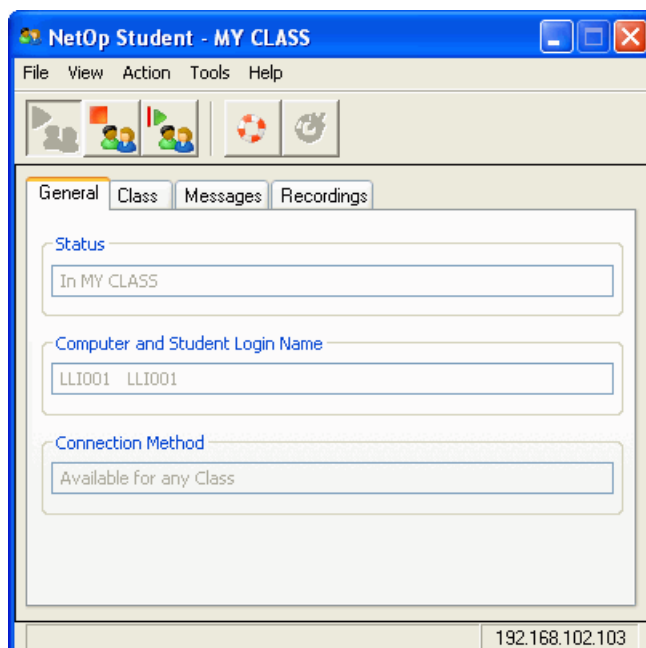 NetOp Student - MY CLASS
File View Action Tools Help
General Class Messages Recordings
Status
In MY CLASS
Computer and Student Login Name
LLI001 LLI001
Connection Method
Available for any Class
192.168.102.103